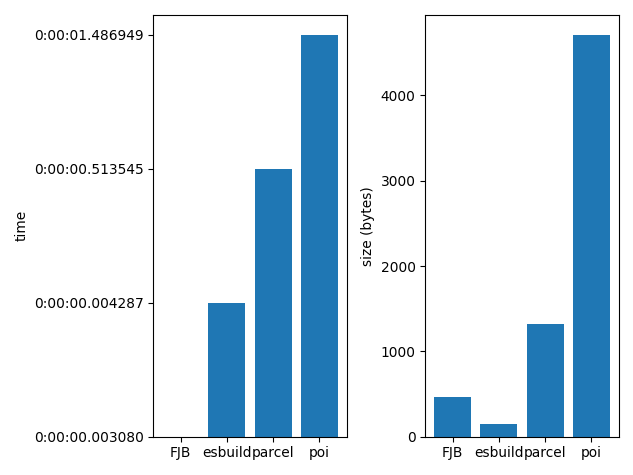 time
0:00:01.486949
0:00:00.513545
0:00:00.004287
0:00:00.003080
FJB esbuild parcel poi
size (bytes)
4000
3000
2000
1000
0
FJB esbuild parcel poi